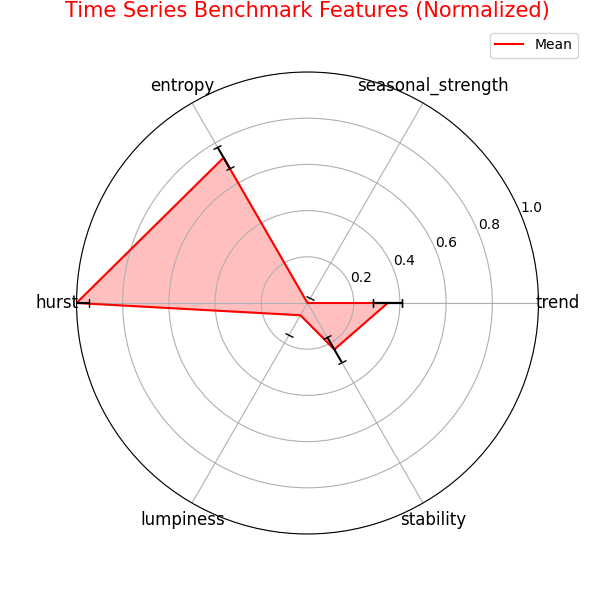 Time Series Benchmark Features (Normalized)
Mean
entropy
seasonal_strength
1.0
0.8
0.6
0.4
0.2
hurst
trend
lumpiness
stability